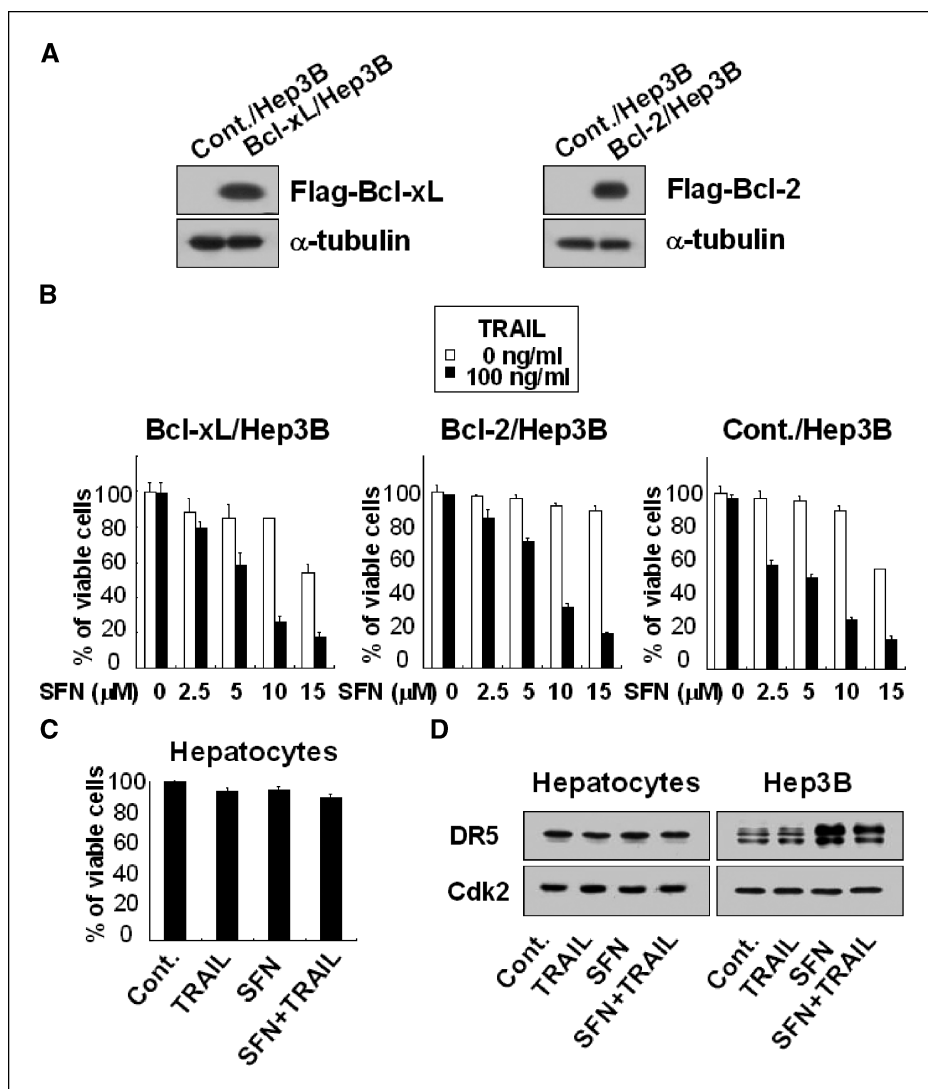 A
Cont./Hep3B
Bcl-xL/Hep3B
Flag-Bcl-xL
α-tubulin
Cont./Hep3B
Bcl-2/Hep3B
Flag-Bcl-2
α-tubulin
B
TRAIL
0 ng/ml
100 ng/ml
Bcl-xL/Hep3B
% of viable cells
100
80
60
40
20
0
SFN (µM) 0 2.5 5 10 15
Bcl-2/Hep3B
% of viable cells
100
80
60
40
20
0
SFN (µM) 0 2.5 5 10 15
Cont./Hep3B
% of viable cells
100
80
60
40
20
0
SFN (µM) 0 2.5 5 10 15
C
Hepatocytes
% of viable cells
100
80
60
40
20
0
Cont.
TRAIL
SFN
SFN+TRAIL
D
Hepatocytes Hep3B
DR5
Cdk2
Cont.
TRAIL
SFN
SFN+TRAIL
Cont.
TRAIL
SFN
SFN+TRAIL